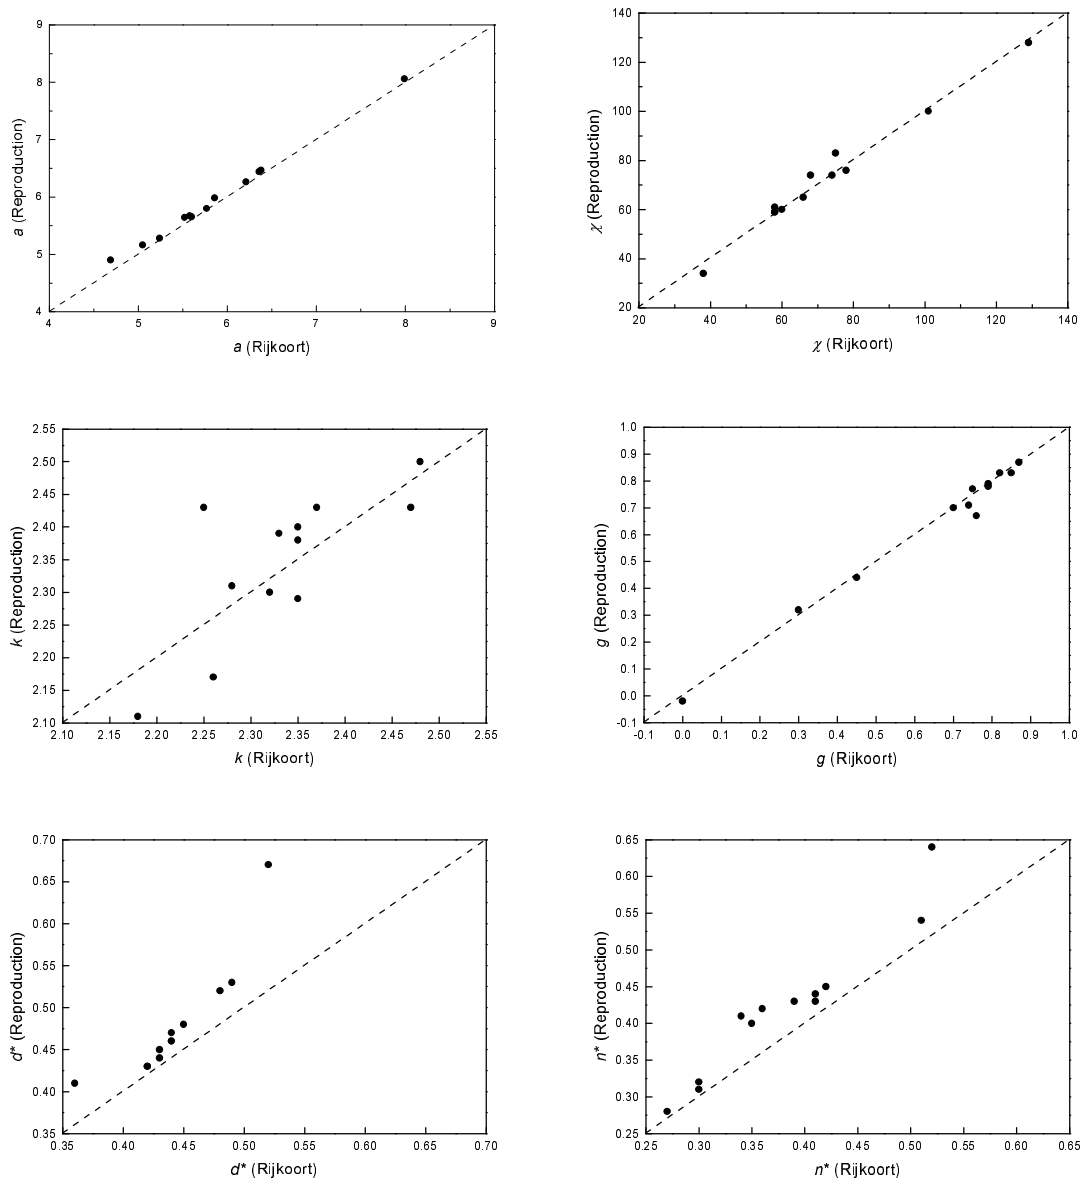 9
8
7
6
5
4
a (Reproduction)
4 5 6 7 8 9
a (Rijkoort)
140
120
100
80
60
40
20
χ (Reproduction)
20 40 60 80 100 120 140
χ (Rijkoort)
2.55
2.50
2.45
2.40
2.35
2.30
2.25
2.20
2.15
2.10
k (Reproduction)
2.10 2.15 2.20 2.25 2.30 2.35 2.40 2.45 2.50 2.55
k (Rijkoort)
1.0
0.9
0.8
0.7
0.6
0.5
0.4
0.3
0.2
0.1
0.0
-0.1
g (Reproduction)
-0.1 0.0 0.1 0.2 0.3 0.4 0.5 0.6 0.7 0.8 0.9 1.0
g (Rijkoort)
0.70
0.65
0.60
0.55
0.50
0.45
0.40
0.35
d* (Reproduction)
0.35 0.40 0.45 0.50 0.55 0.60 0.65 0.70
d* (Rijkoort)
0.65
0.60
0.55
0.50
0.45
0.40
0.35
0.30
0.25
n* (Reproduction)
0.25 0.30 0.35 0.40 0.45 0.50 0.55 0.60 0.65
n* (Rijkoort)